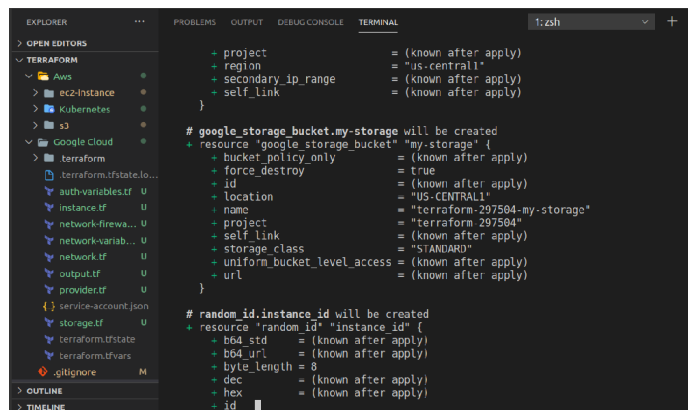 EXPLORER
...
> OPEN EDITORS
TERRAFORM
Aws
ec2-instance
Kubernetes
s3
Google Cloud
.terraform
.terraform.tfstate.lo...
auth-variables.tf U
instance.tf U
network-firewa... U
network-variab... U
network.tf U
output.tf U
provider.tf U
{ } service-account.json
storage.tf U
terraform.tfstate
terraform.tfvars
.gitignore M
> OUTLINE
> TIMELINE
PROBLEMS OUTPUT DEBUG CONSOLE TERMINAL 1: zsh +
+ project = (known after apply)
+ region = "us-central1"
+ secondary_ip_range = (known after apply)
+ self_link = (known after apply)
}
# google_storage_bucket.my-storage will be created
+ resource "google_storage_bucket" "my-storage" {
+ bucket_policy_only = (known after apply)
+ force_destroy = true
+ id = (known after apply)
+ location = "US-CENTRAL1"
+ name = "terraform-297504-my-storage"
+ project = "terraform-297504"
+ self_link = (known after apply)
+ storage_class = "STANDARD"
+ uniform_bucket_level_access = (known after apply)
+ url = (known after apply)
}
# random_id.instance_id will be created
+ resource "random_id" "instance_id" {
+ b64_std = (known after apply)
+ b64_url = (known after apply)
+ byte_length = 8
+ dec = (known after apply)
+ hex = (known after apply)
+ id